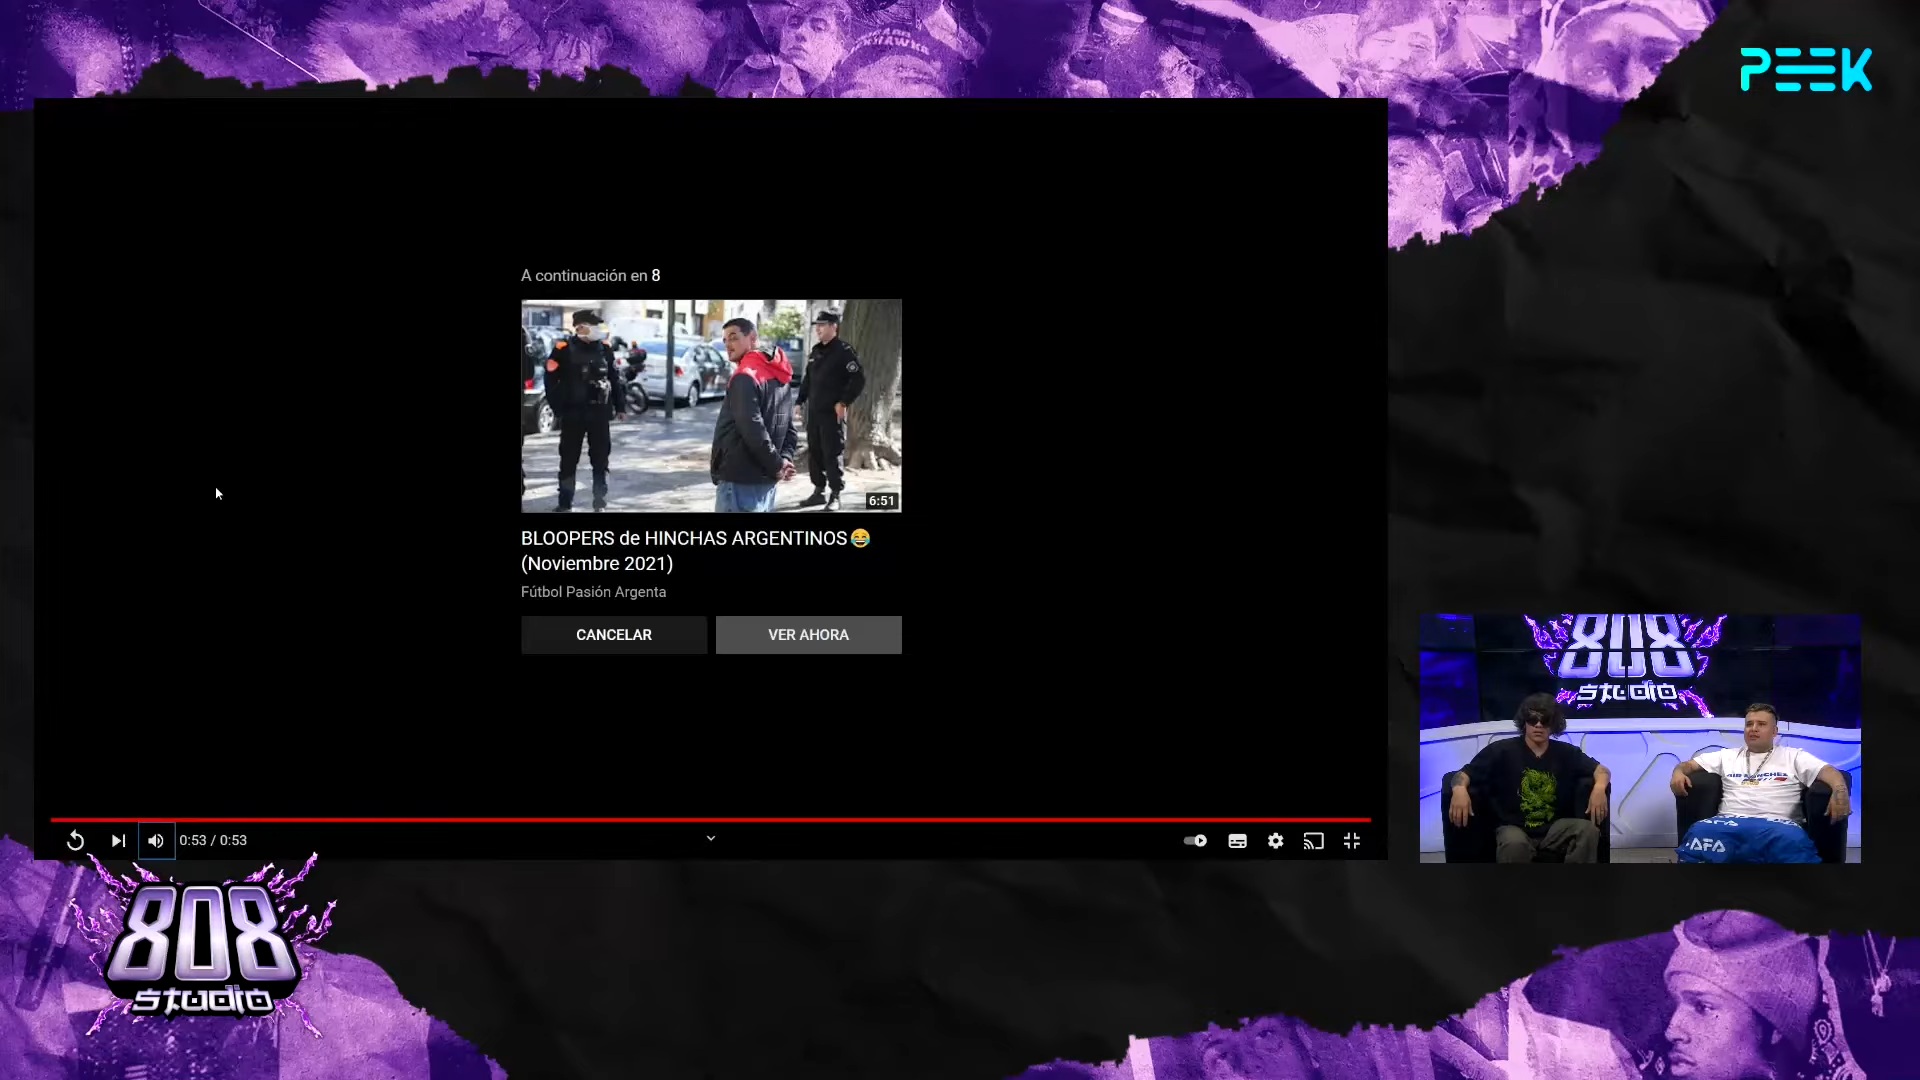 PEEK
A continuación en 8
6:51
BLOOPERS de HINCHAS ARGENTINOS😂
(Noviembre 2021)
Fútbol Pasión Argenta
CANCELAR
VER AHORA
0:53 / 0:53
808
studio
AFA
808
studio